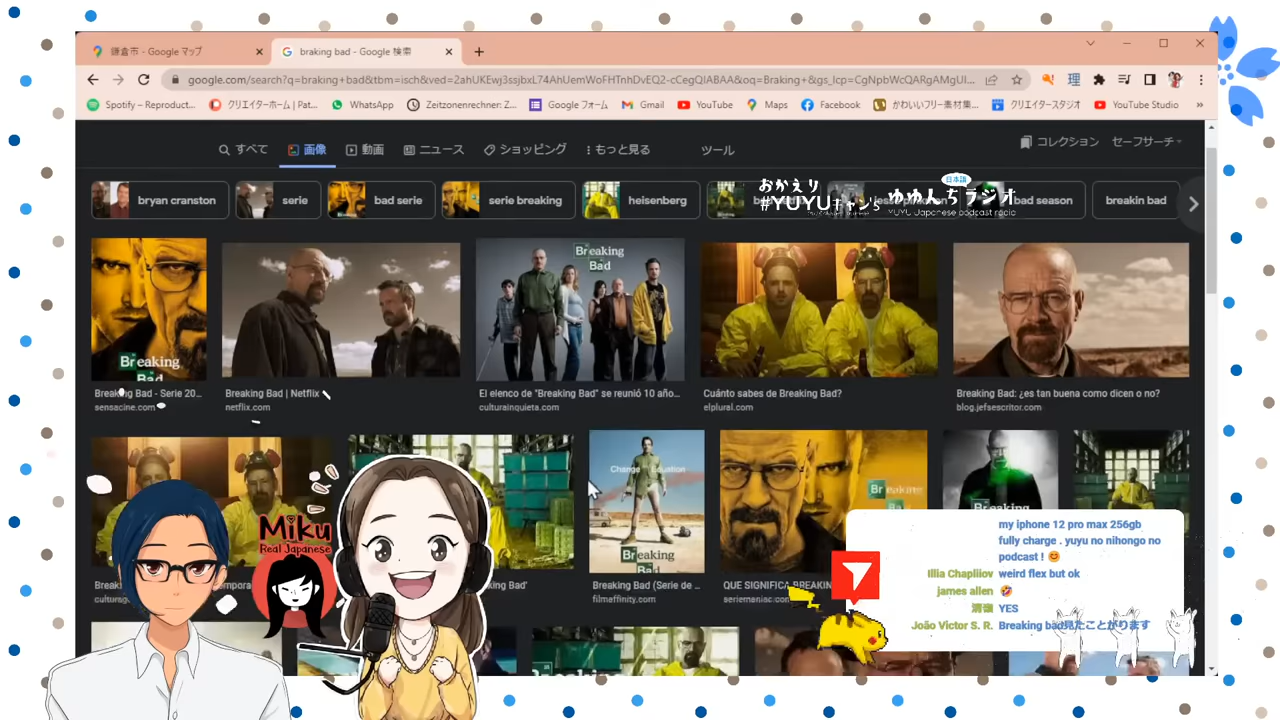 鎌倉市 - Google マップ
braking bad - Google 検索
google.com/search?q=braking+bad&tbm=isch&ved=2ahUKEwj3ssjbxL74AhUemWoFHTnhDvEQ2-cCegQIABAA&oq=Braking+&gs_lcp=CgNpbWcQARgAMgUI...
Spotify – Reproduct...
クリエイターホーム | Pat...
WhatsApp
Zeitzonenrechner: Z...
Google フォーム
Gmail
YouTube
Maps
Facebook
かわいいフリー素材集...
クリエイタースタジオ
YouTube Studio
すべて
画像
動画
ニュース
ショッピング
もっと見る
ツール
コレクション
セーフサーチ
bryan cranston
serie
bad serie
serie breaking
heisenberg
bad season
breakin bad
おかえり
#YUYUチャン's
日本語
ゆゆんちラジオ
YUYU Japanese podcast radio
Breaking
Bad
Breaking
Bad
Breaking Bad - Serie 20...
sensacine.com
Breaking Bad | Netflix
netflix.com
El elenco de "Breaking Bad" se reunió 10 año...
culturainquieta.com
Cuánto sabes de Breaking Bad?
elplural.com
Breaking Bad: ¿es tan buena como dicen o no?
blog.jefsescritor.com
Change Equation
Breaking
Bad
Breaking
Breaking Bad (Serie de ...
filmaffinity.com
QUE SIGNIFICA BREAKIN
seriemaniac.com
Miku
Real Japanese
my iphone 12 pro max 256gb
fully charge . yuyu no nihongo no
podcast ! 😊
Illia Chapliiov weird flex but ok
james allen 🤣
YES
João Victor S. R. Breaking bad見たことがります